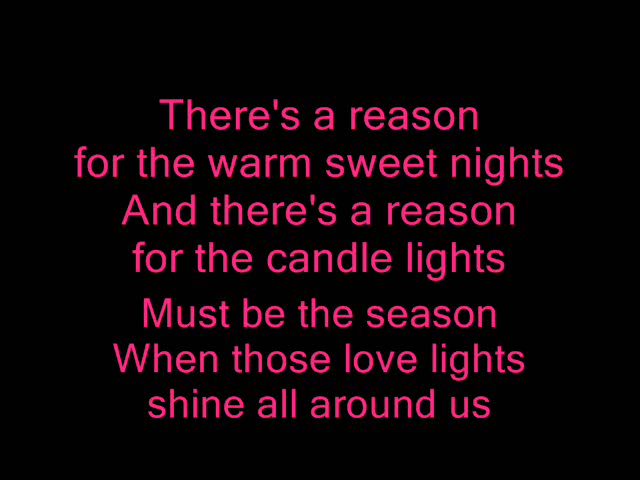 There's a reason
for the warm sweet nights
And there's a reason
for the candle lights
Must be the season
When those love lights
shine all around us